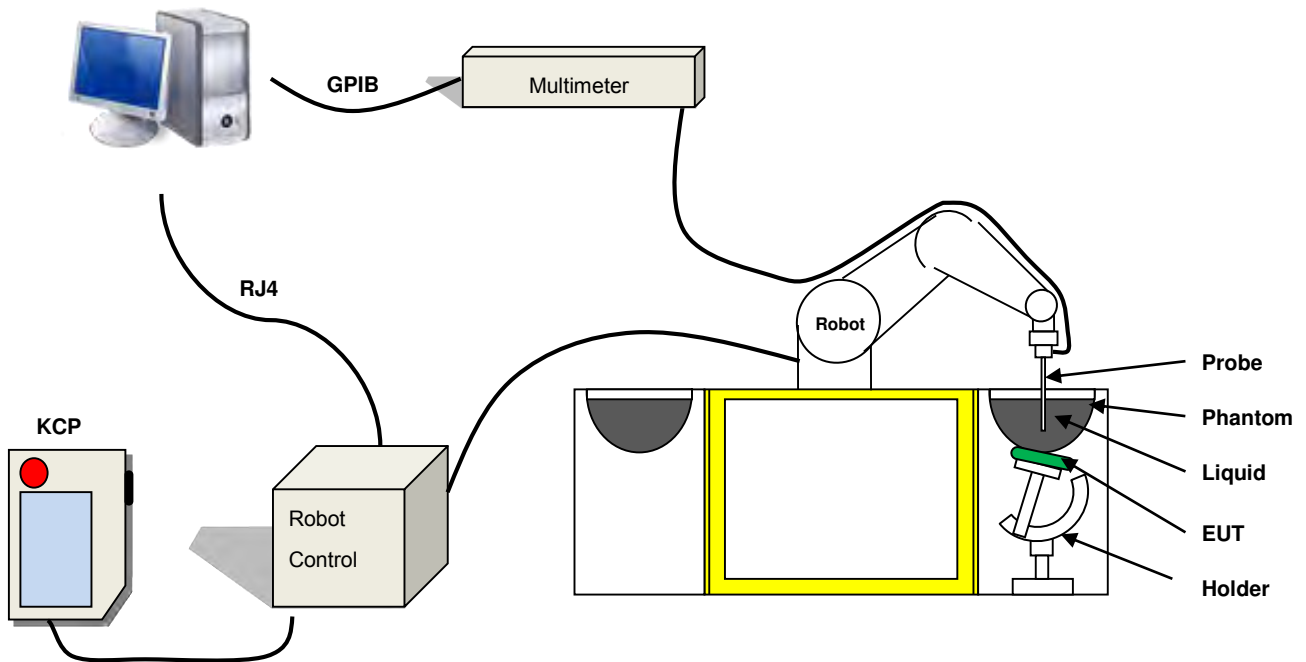 GPIB
Multimeter
RJ4
Robot
Probe
Phantom
KCP
Liquid
Robot
Control
EUT
Holder